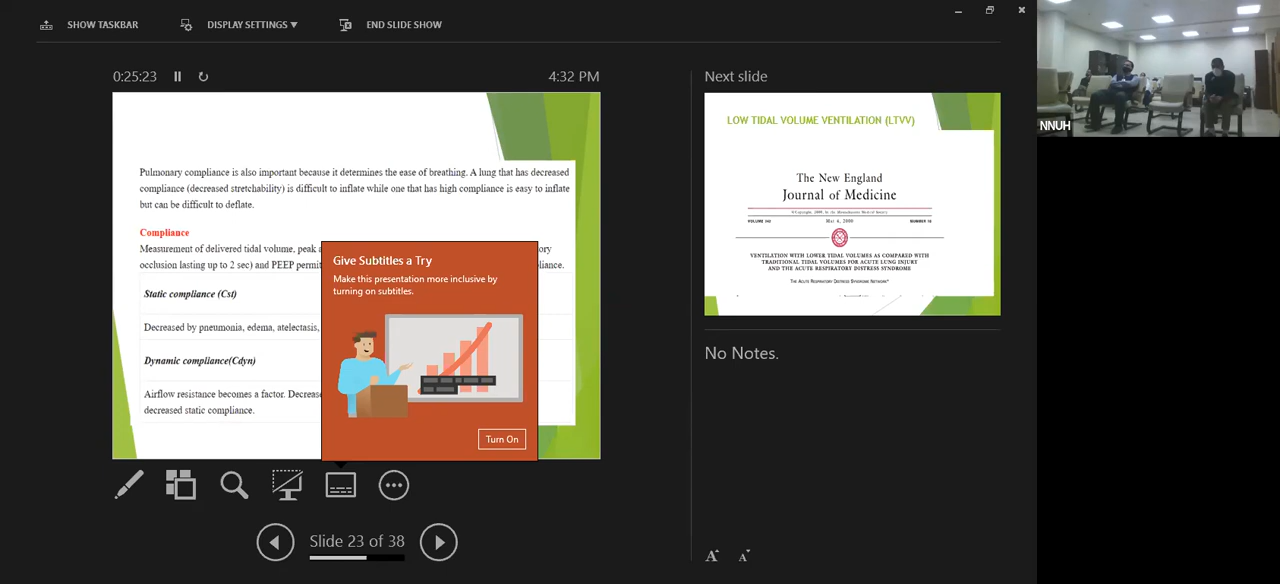 SHOW TASKBAR
DISPLAY SETTINGS ▼
END SLIDE SHOW
0:25:23
4:32 PM
Pulmonary compliance is also important because it determines the ease of breathing. A lung that has decreased
compliance (decreased stretchability) is difficult to inflate while one that has high compliance is easy to inflate
but can be difficult to deflate.
Compliance
Measurement of delivered tidal volume, peak
occlusion lasting up to 2 sec) and PEEP
Static compliance (Cst)
Decreased by pneumonia, edema, atelectasis,
Dynamic compliance(Cdyn)
Airflow resistance becomes a factor.
decreased static compliance.
Give Subtitles a Try
Make this presentation more inclusive by
turning on subtitles.
Turn On
Slide 23 of 38
Next slide
LOW TIDAL VOLUME VENTILATION (LTVV)
The New England
Journal of Medicine
VENTILATION WITH LOWER TIDAL VOLUMES AS COMPARED WITH
TRADITIONAL TIDAL VOLUMES FOR ACUTE LUNG INJURY
AND THE ACUTE RESPIRATORY DISTRESS SYNDROME
THE ACUTE RESPIRATORY DISTRESS SYNDROME NETWORK*
No Notes.
A A
NNUH